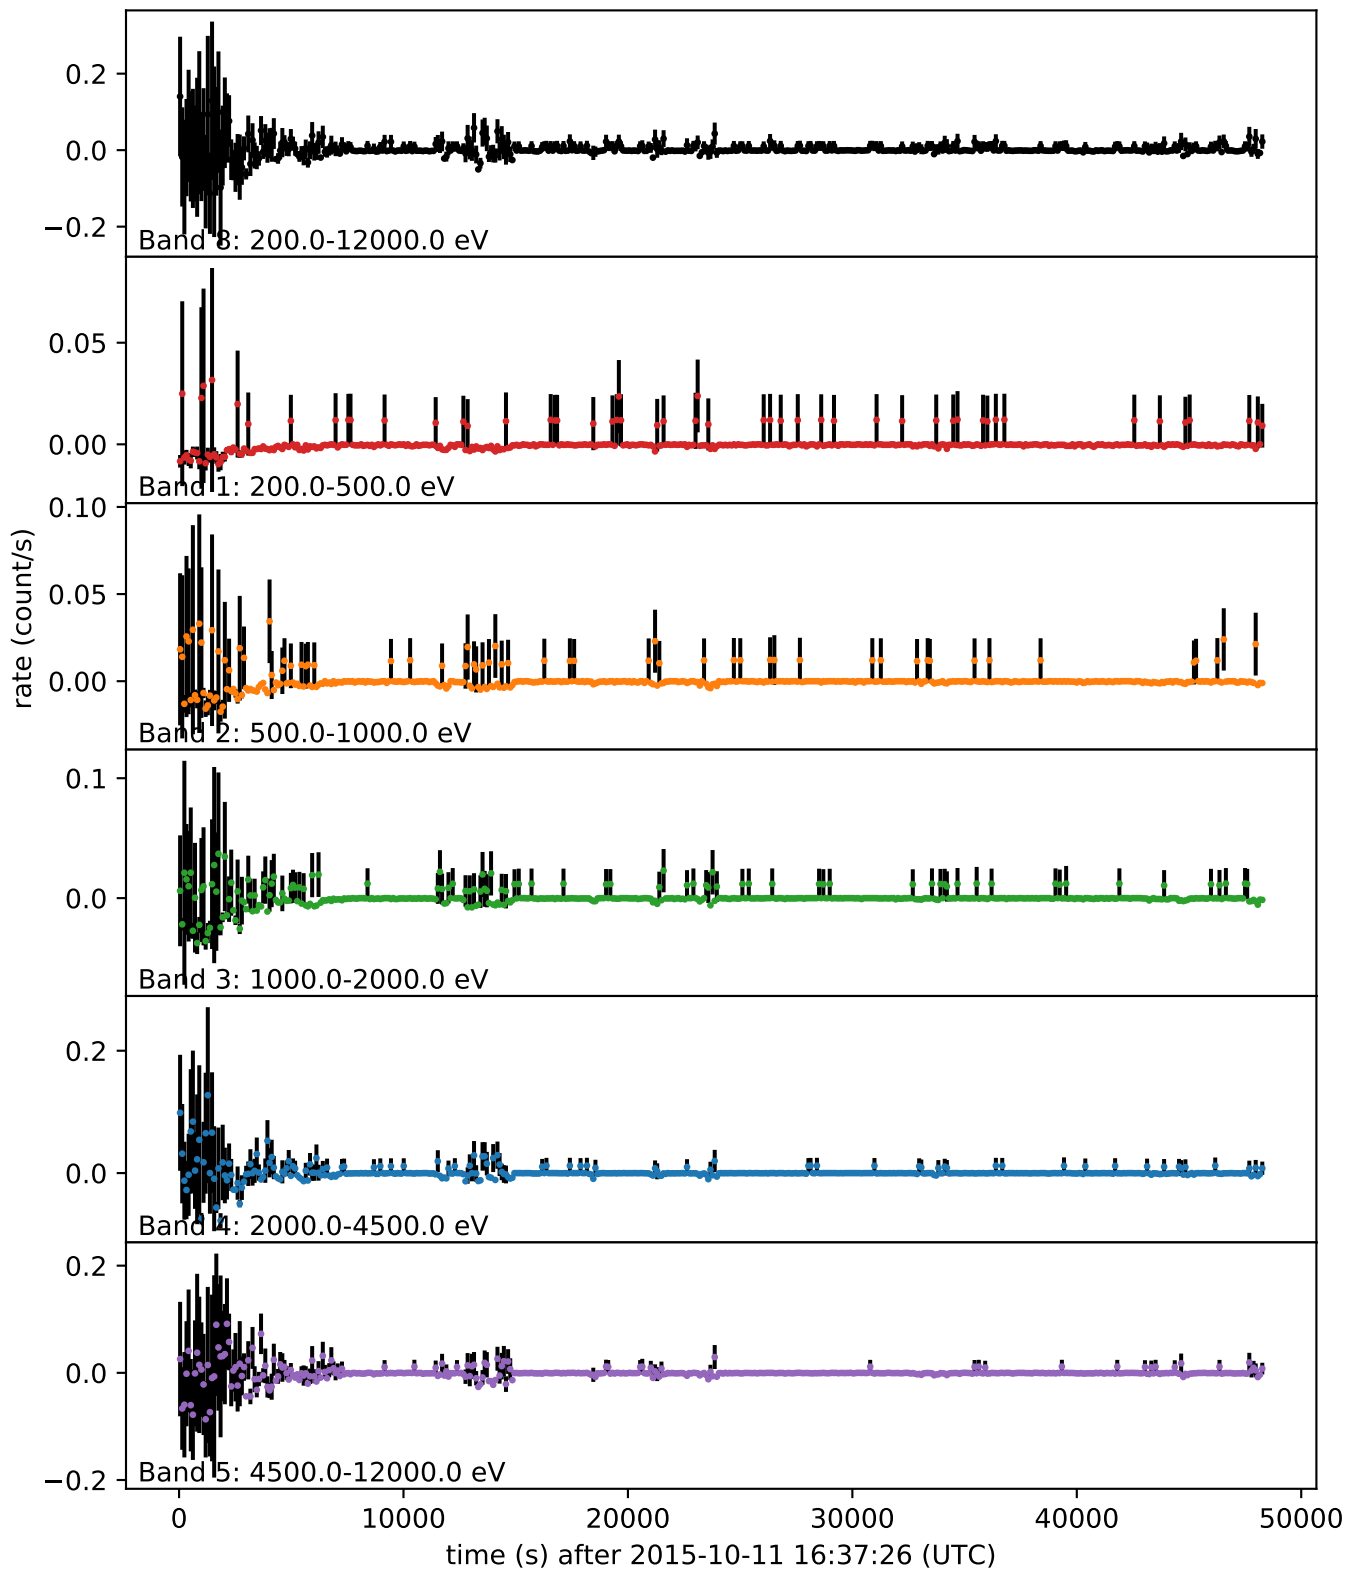 0.2
0.0
−0.2
Band 8: 200.0-12000.0 eV
0.05
0.00
Band 1: 200.0-500.0 eV
0.10
0.05
0.00
Band 2: 500.0-1000.0 eV
rate (count/s)
0.1
0.0
Band 3: 1000.0-2000.0 eV
0.2
0.0
Band 4: 2000.0-4500.0 eV
0.2
0.0
−0.2
Band 5: 4500.0-12000.0 eV
0 10000 20000 30000 40000 50000
time (s) after 2015-10-11 16:37:26 (UTC)